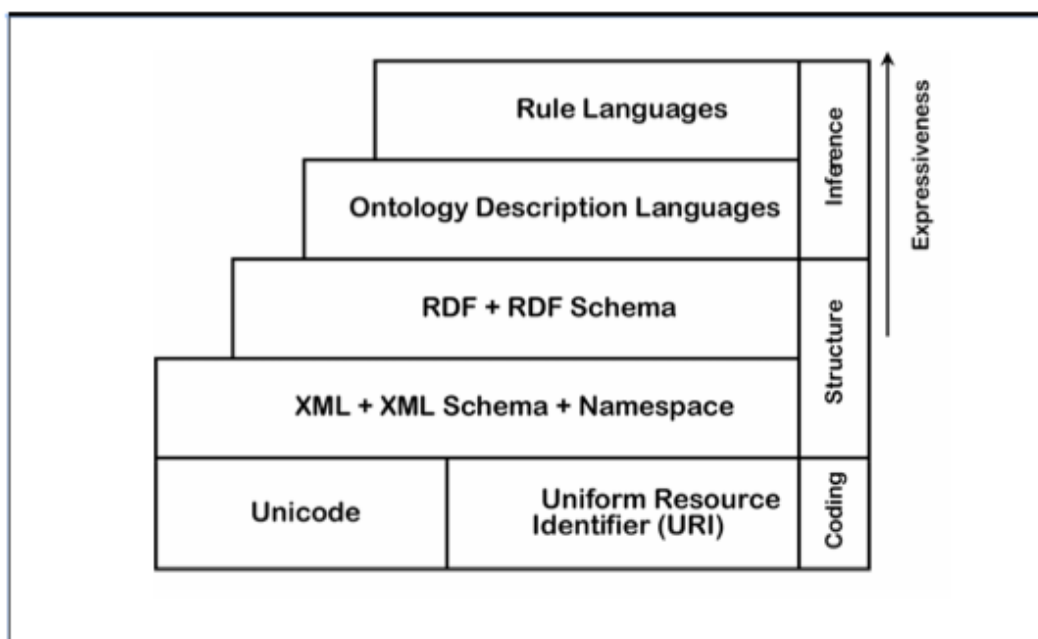 Rule Languages
Ontology Description Languages
RDF + RDF Schema
XML + XML Schema + Namespace
Unicode
Uniform Resource
Identifier (URI)
Inference
Structure
Coding
Expressiveness